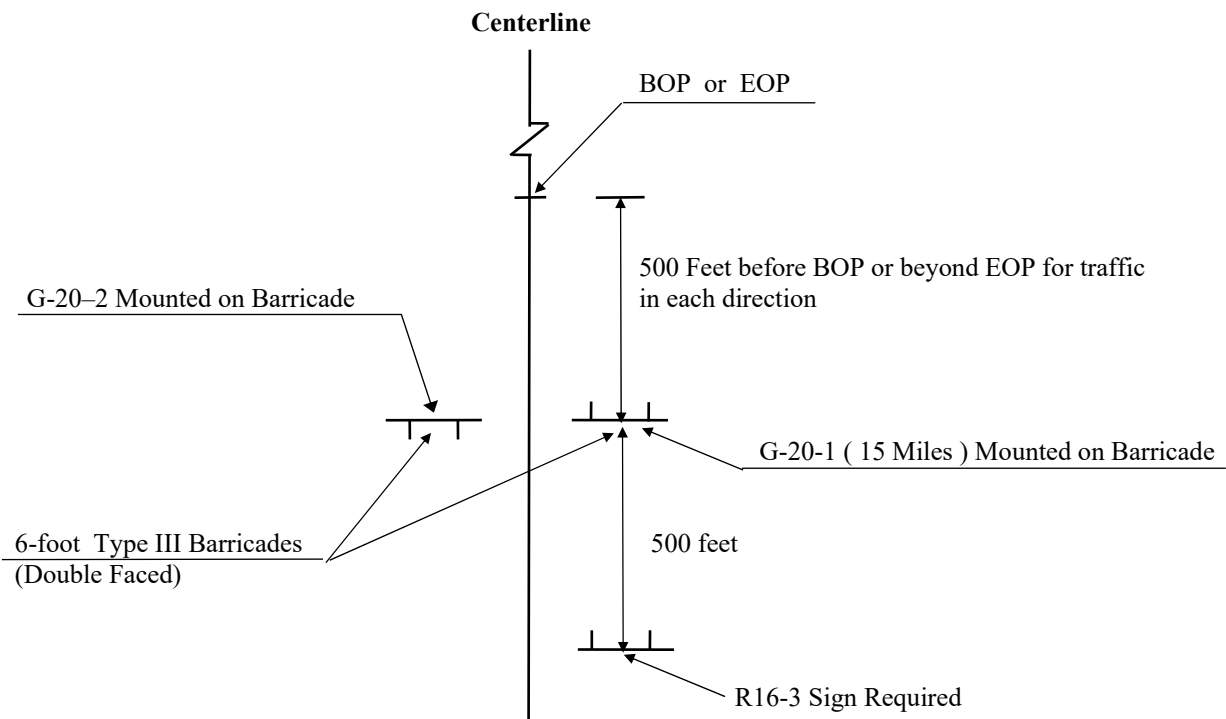 Centerline
BOP or EOP
500 Feet before BOP or beyond EOP for traffic
in each direction
G-20–2 Mounted on Barricade
G-20-1 ( 15 Miles ) Mounted on Barricade
6-foot Type III Barricades
(Double Faced)
500 feet
R16-3 Sign Required